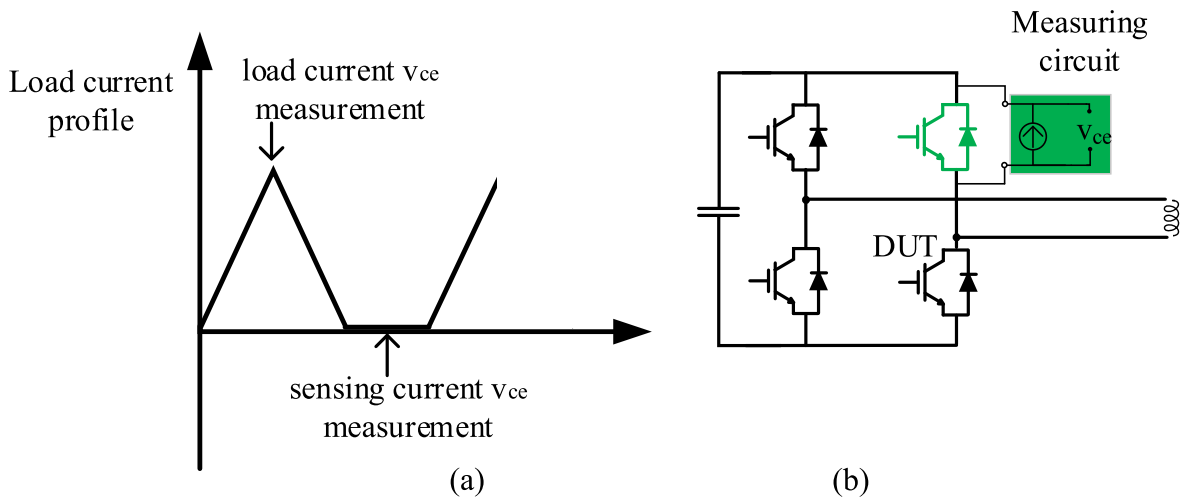 Load current
profile
load current vce
measurement
sensing current vce
measurement
(a)
Measuring
circuit
vce
DUT
(b)